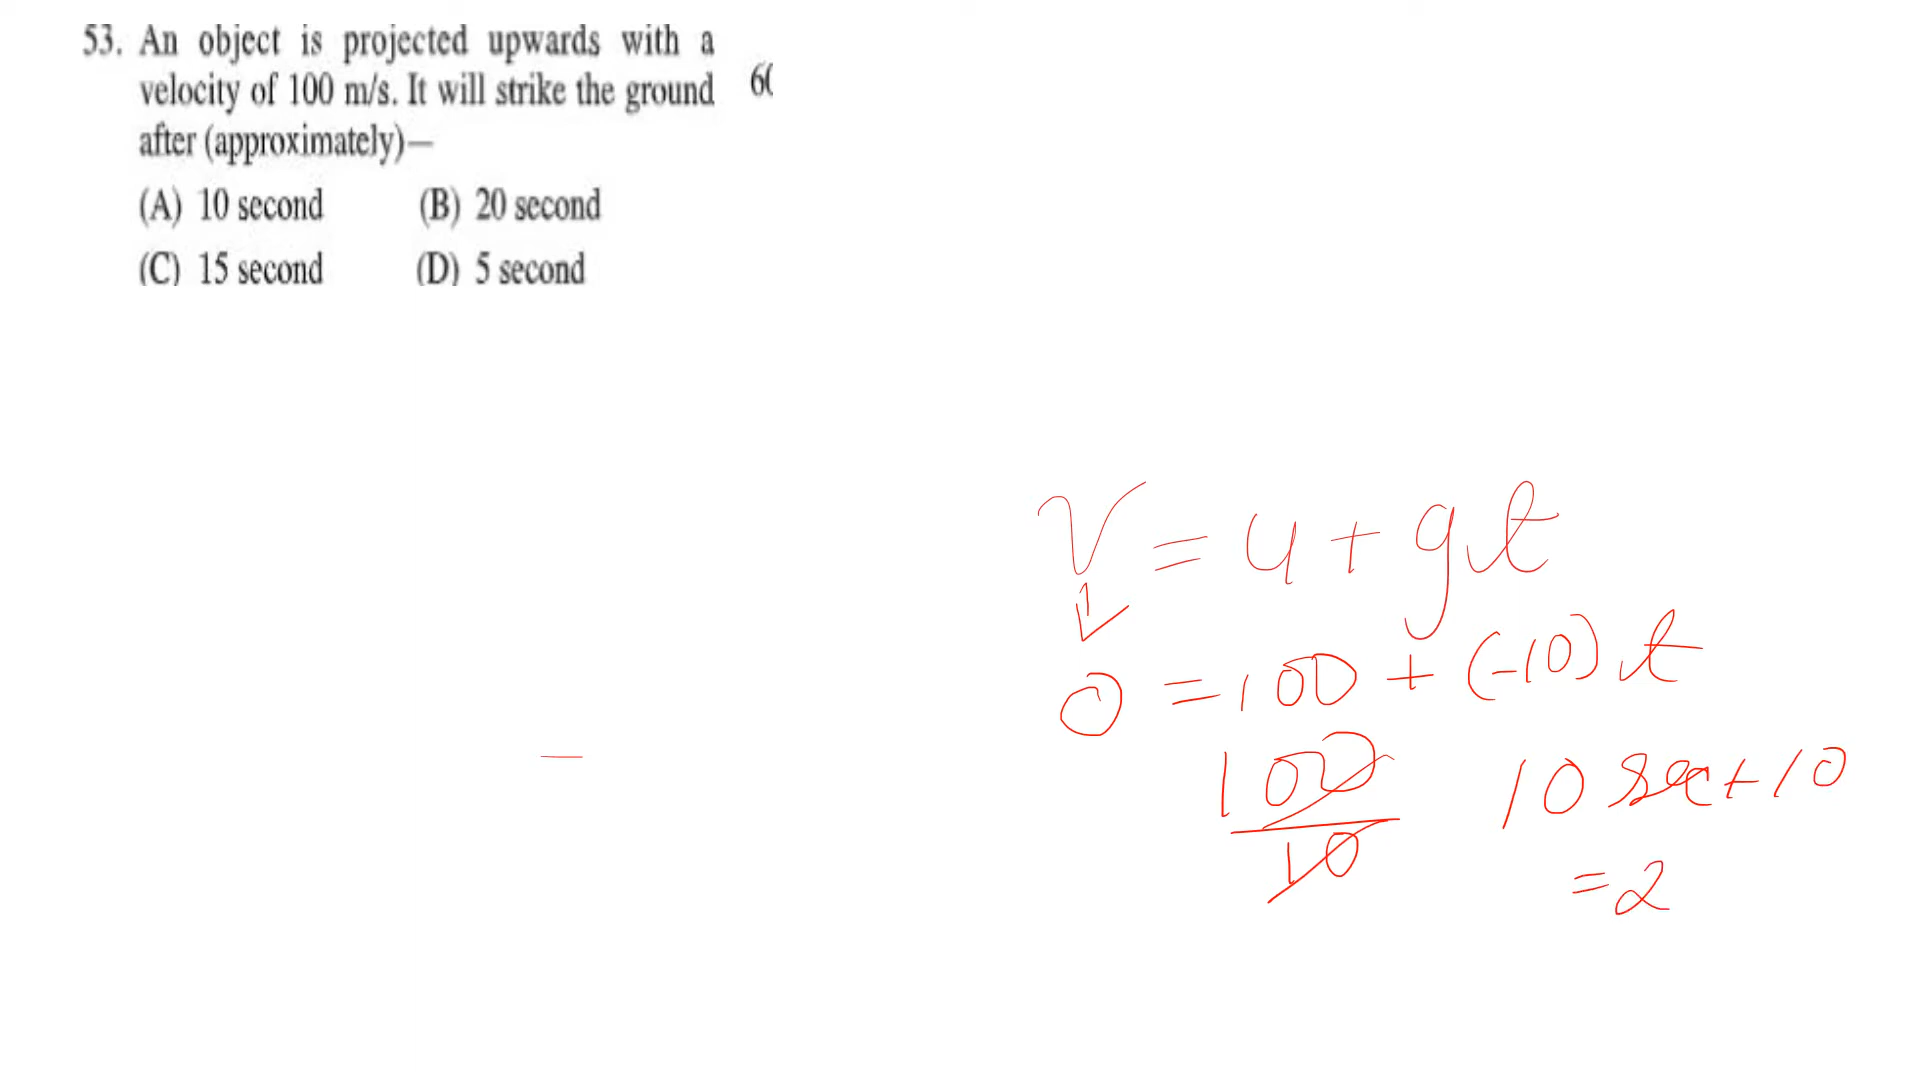 53. An object is projected upwards with a
velocity of 100 m/s. It will strike the ground
after (approximately)—
(A) 10 second (B) 20 second
(C) 15 second (D) 5 second
60
V = u + gt
0 = 100 + (-10) t
100
10
10 sec + 10
= 2